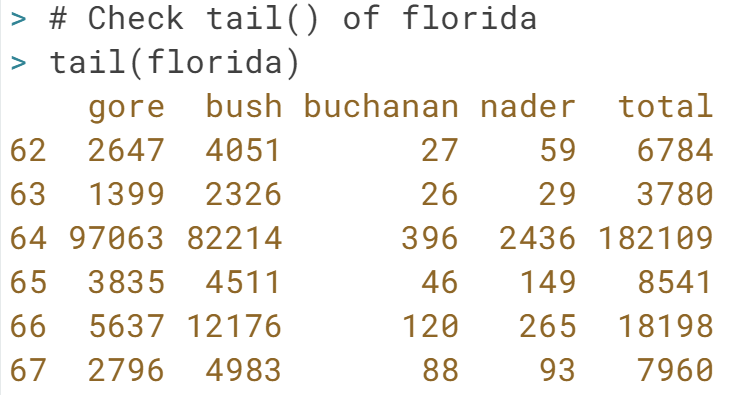 > # Check tail() of florida
> tail(florida)
gore bush buchanan nader total
62 2647 4051 27 59 6784
63 1399 2326 26 29 3780
64 97063 82214 396 2436 182109
65 3835 4511 46 149 8541
66 5637 12176 120 265 18198
67 2796 4983 88 93 7960